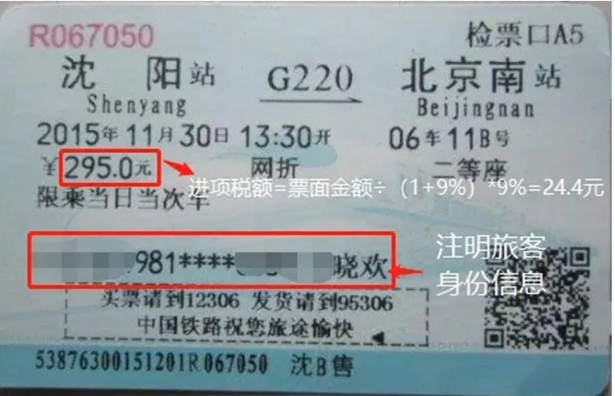 R067050 检票口A5
沈阳站 G220 北京南站
Shenyang Beijingnan
2015年11月30日 13:30开 06车11B号
¥295.0元 网折 二等座
进项税额=票面金额÷（1+9%）*9%=24.4元
限乘当日当次车
981**** 晓欢
注明旅客
身份信息
买票请到12306 发货请到95306
中国铁路祝您旅途愉快
53876300151201R067050 沈B售